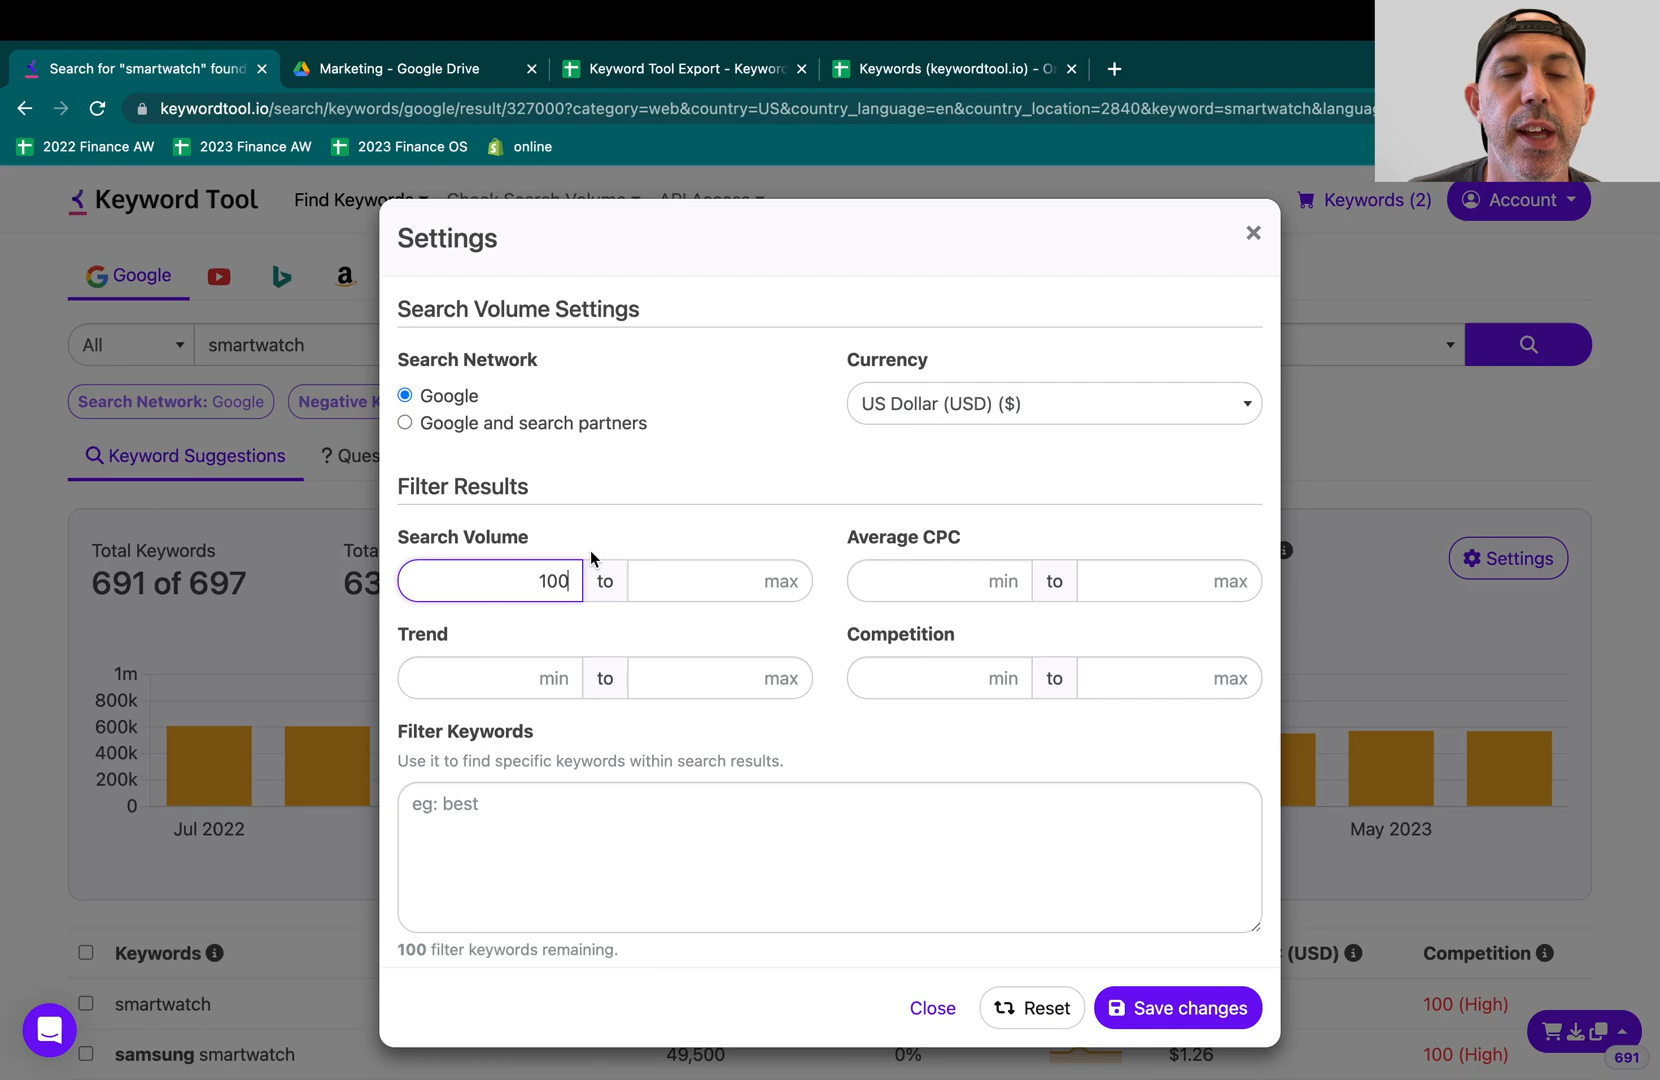 Search for "smartwatch" found
Marketing - Google Drive
Keyword Tool Export - Keywor
Keywords (keywordtool.io) - O
keywordtool.io/search/keywords/google/result/327000?category=web&country=US&country_language=en&country_location=2840&keyword=smartwatch&langua
2022 Finance AW
2023 Finance AW
2023 Finance OS
online
Keyword Tool
Find Keywords
Check Search Volume
API Access
Keywords (2)
Account
Google
All
smartwatch
Search Network: Google
Negative K
Keyword Suggestions
? Ques
Total Keywords
691 of 697
Tota
63
Settings
1m
800k
600k
400k
200k
0
Jul 2022
May 2023
Keywords
(USD)
Competition
smartwatch
100 (High)
samsung smartwatch
49,500
0%
$1.26
100 (High)
691
Settings
Search Volume Settings
Search Network
Google
Google and search partners
Currency
US Dollar (USD) ($)
Filter Results
Search Volume
100 to max
Average CPC
min to max
Trend
min to max
Competition
min to max
Filter Keywords
Use it to find specific keywords within search results.
eg: best
100 filter keywords remaining.
Close
Reset
Save changes